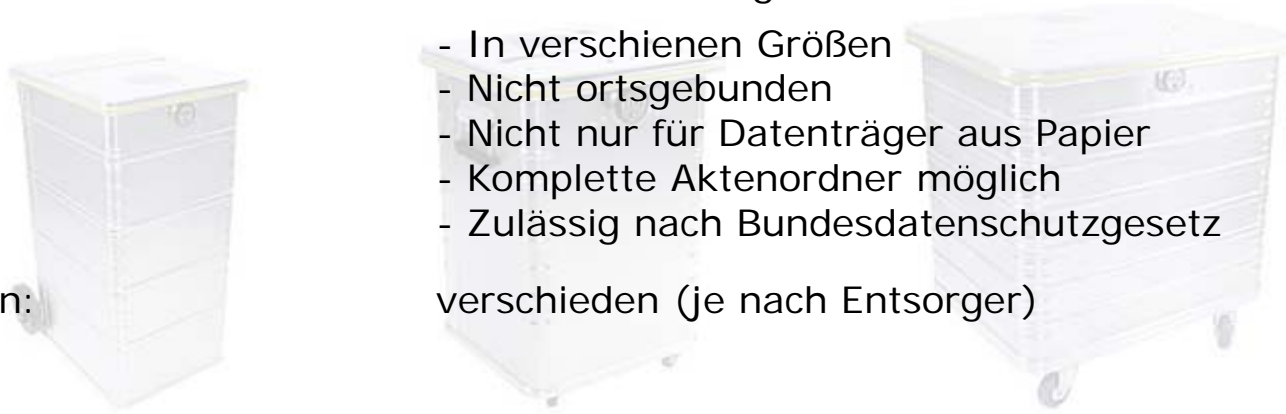 - In verschienen Größen
- Nicht ortsgebunden
- Nicht nur für Datenträger aus Papier
- Komplette Aktenordner möglich
- Zulässig nach Bundesdatenschutzgesetz
n: verschieden (je nach Entsorger)